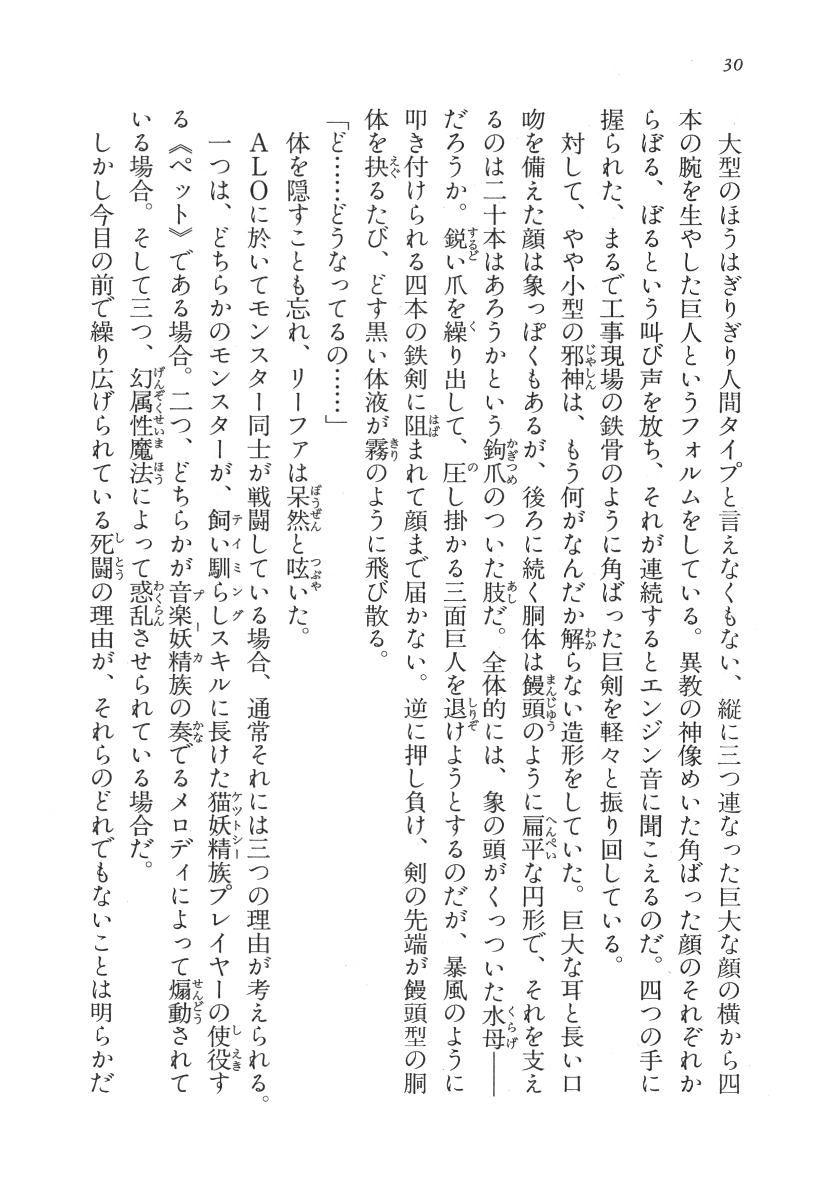 30
大型のほうはぎりぎり人間タイプと言えなくもない、縦に三つ連なった巨大な顔の横から四
本の腕を生やした巨人というフォルムをしている。異教の神像めいた角ばった顔のそれぞれか
らぼる、ぼるという叫び声を放ち、それが連続するとエンジン音に聞こえるのだ。四つの手に
握られた、まるで工事現場の鉄骨のように角ばった巨剣を軽々と振り回している。
対して、やや小型の邪神は、もう何がなんだか解らない造形をしていた。巨大な耳と長い口
吻を備えた顔は象っぽくもあるが、後ろに続く胴体は饅頭のように扁平な円形で、それを支え
るのは二十本はあろうかという鉤爪のついた肢だ。全体的には、象の頭がくっついた水母――
だろうか。鋭い爪を繰り出して、圧し掛かる三面巨人を退けようとするのだが、暴風のように
叩き付けられる四本の鉄剣に阻まれて顔まで届かない。逆に押し負け、剣の先端が饅頭型の胴
体を抉るたび、どす黒い体液が霧のように飛び散る。
「ど……どうなってるの……」
体を隠すことも忘れ、リーファは呆然と呟いた。
ALOに於いてモンスター同士が戦闘している場合、通常それには三つの理由が考えられる。
一つは、どちらかのモンスターが、飼い馴らしスキルに長けた猫妖精族プレイヤーの使役す
る《ペット》である場合。二つ、どちらかが音楽妖精族の奏でるメロディによって煽動されて
いる場合。そして三つ、幻属性魔法によって惑乱させられている場合だ。
しかし今目の前で繰り広げられている死闘の理由が、それらのどれでもないことは明らかだ